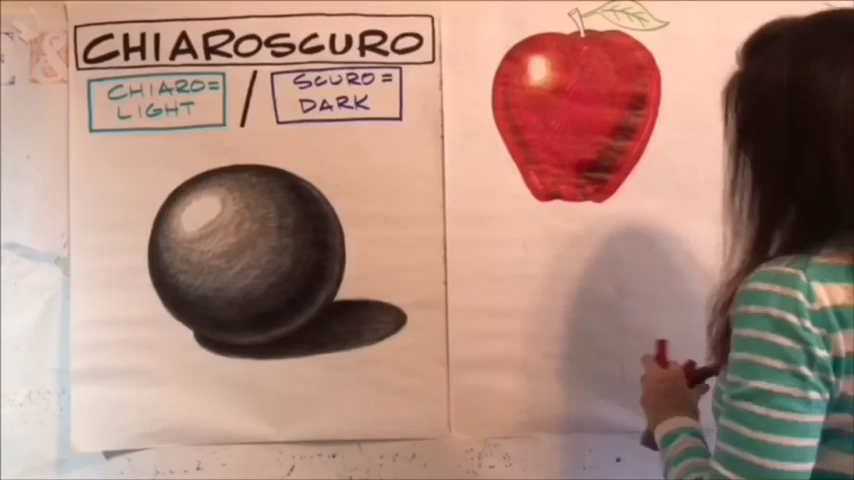 CHIAROSCURO
CHIARO=
LIGHT
/
SCURO=
DARK
&